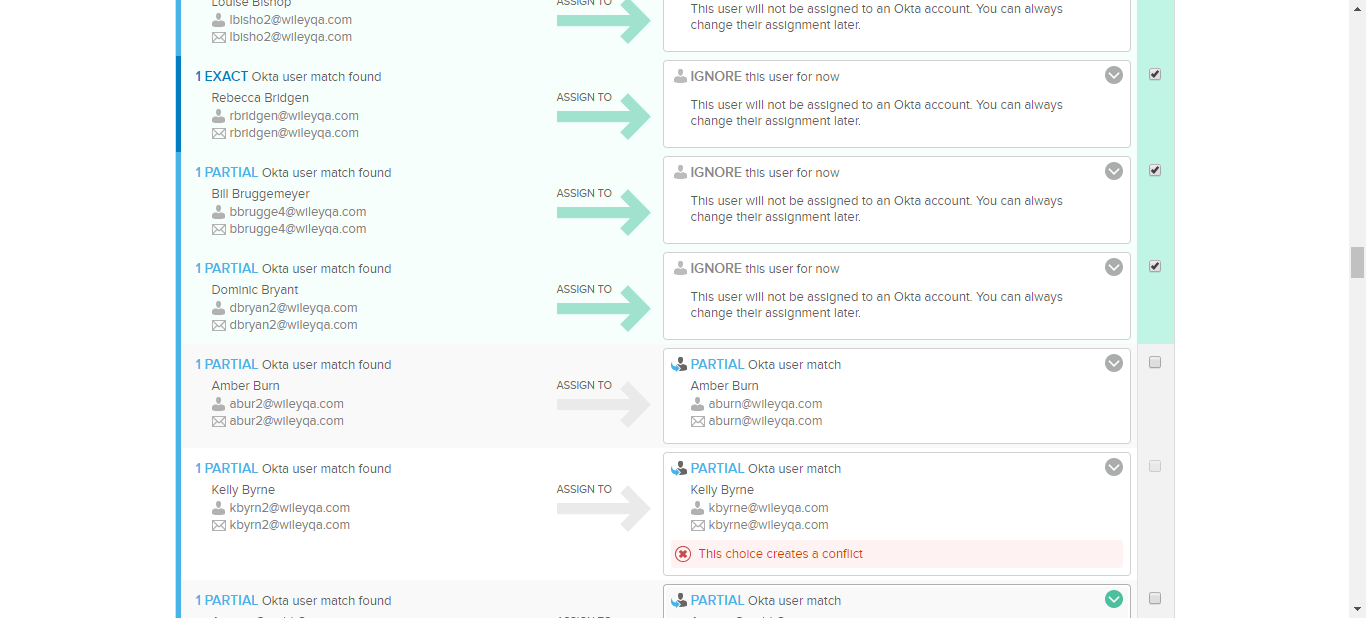 Louise Bishop
lbisho2@wileyqa.com
lbisho2@wileyqa.com
ASSIGN TO
This user will not be assigned to an Okta account. You can always
change their assignment later.
1 EXACT Okta user match found
Rebecca Bridgen
rbridgen@wileyqa.com
rbridgen@wileyqa.com
ASSIGN TO
IGNORE this user for now
This user will not be assigned to an Okta account. You can always
change their assignment later.
1 PARTIAL Okta user match found
Bill Bruggemeyer
bbrugge4@wileyqa.com
bbrugge4@wileyqa.com
ASSIGN TO
IGNORE this user for now
This user will not be assigned to an Okta account. You can always
change their assignment later.
1 PARTIAL Okta user match found
Dominic Bryant
dbryan2@wileyqa.com
dbryan2@wileyqa.com
ASSIGN TO
IGNORE this user for now
This user will not be assigned to an Okta account. You can always
change their assignment later.
1 PARTIAL Okta user match found
Amber Burn
abur2@wileyqa.com
abur2@wileyqa.com
ASSIGN TO
PARTIAL Okta user match
Amber Burn
aburn@wileyqa.com
aburn@wileyqa.com
1 PARTIAL Okta user match found
Kelly Byrne
kbyrn2@wileyqa.com
kbyrn2@wileyqa.com
ASSIGN TO
PARTIAL Okta user match
Kelly Byrne
kbyrne@wileyqa.com
kbyrne@wileyqa.com
This choice creates a conflict
1 PARTIAL Okta user match found
PARTIAL Okta user match